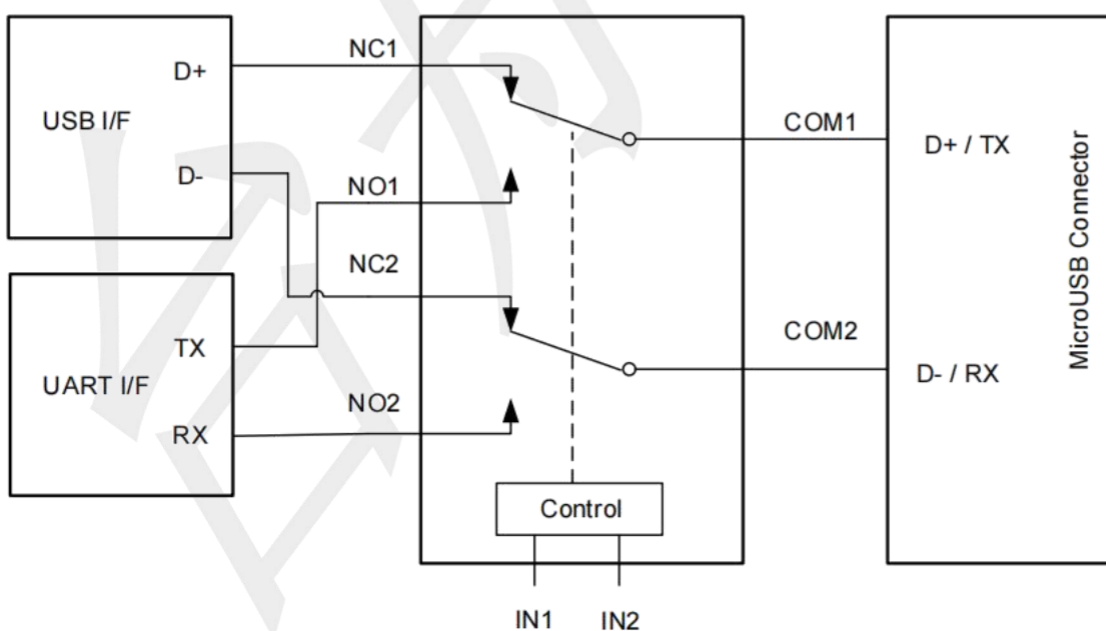 USB I/F
D+
D-
UART I/F
TX
RX
NC1
NO1
NC2
NO2
Control
IN1
IN2
COM1
COM2
D+ / TX
D- / RX
MicroUSB Connector